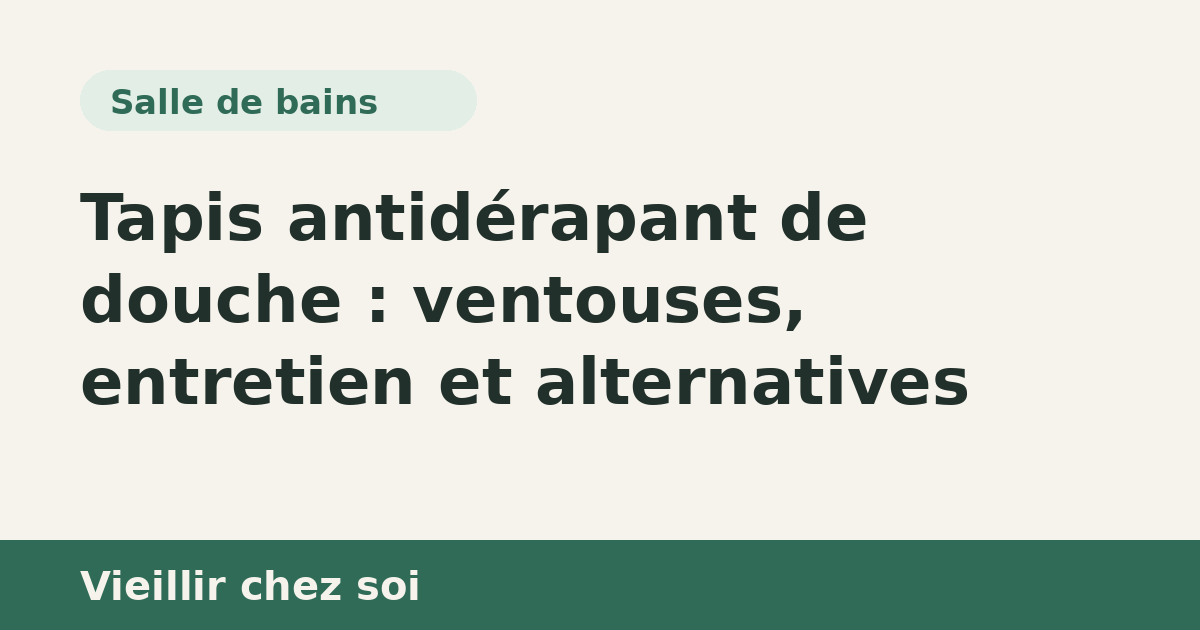 Salle de bains
Tapis antidérapant de
douche : ventouses,
entretien et alternatives
Vieillir chez soi